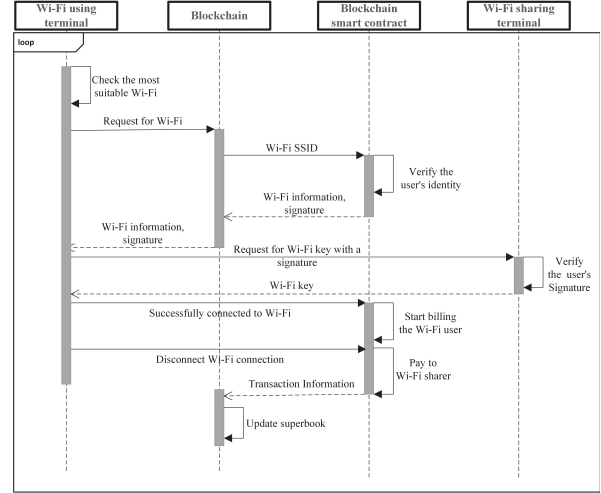 Wi-Fi using
terminal
Blockchain
Blockchain
smart contract
Wi-Fi sharing
terminal
loop
Check the most
suitable Wi-Fi
Request for Wi-Fi
Wi-Fi SSID
Verify the
user's identity
Wi-Fi information,
signature
Wi-Fi information,
signature
Request for Wi-Fi key with a
signature
Verify
the user's
Signature
Wi-Fi key
Successfully connected to Wi-Fi
Start billing
the Wi-Fi user
Disconnect Wi-Fi connection
Pay to
Wi-Fi sharer
Transaction Information
Update superbook